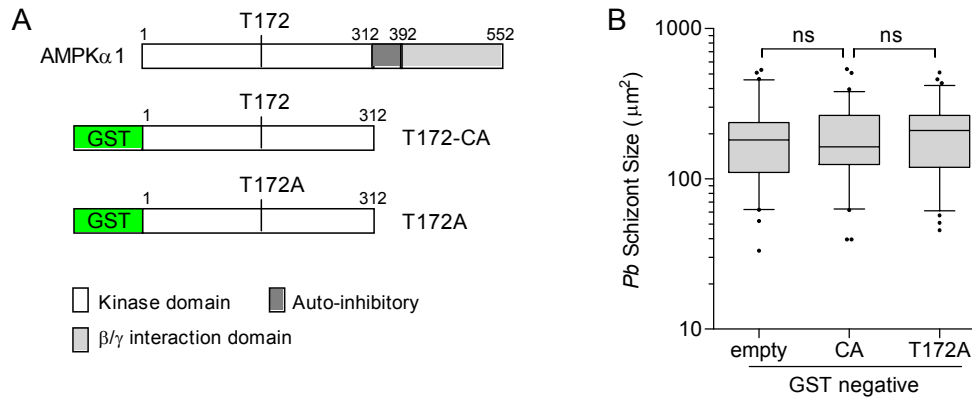 A
T172
1 312 392 552
AMPKα1
T172
1 312
GST
T172-CA
T172A
1 312
GST
T172A
Kinase domain
Auto-inhibitory
β/γ interaction domain
B
1000
100
10
Pb Schizont Size (μm²)
ns ns
empty CA T172A
GST negative